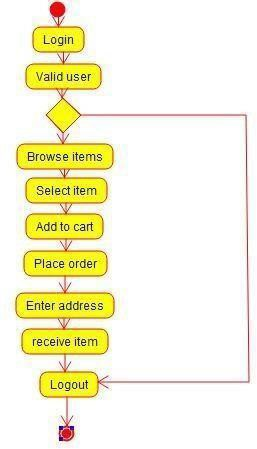 Login
Valid user
Browse items
Select item
Add to cart
Place order
Enter address
receive item
Logout